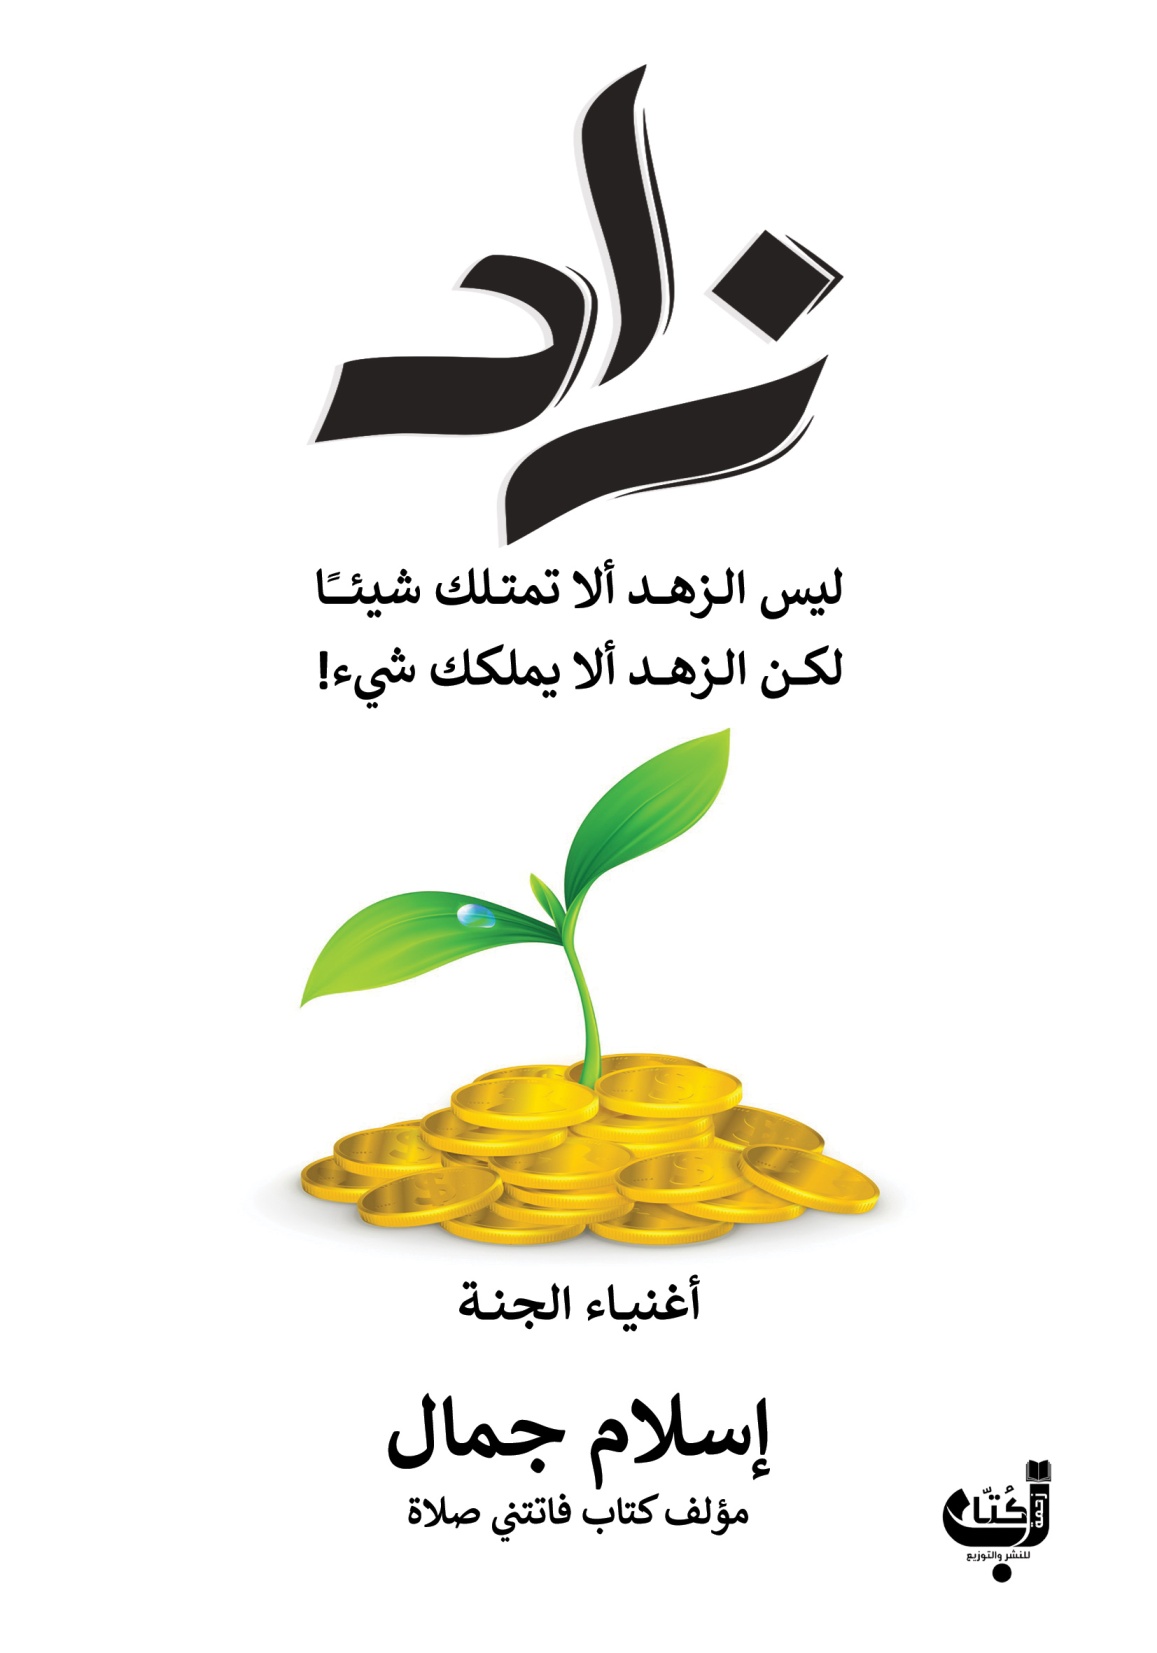 زاد
ليس الزهد ألا تمتلك شيئًا
لكن الزهد ألا يملكك شيء!
أغنياء الجنة
إسلام جمال
مؤلف كتاب فاتتني صلاة
زحمة
كُتّاب
للنشر والتوزيع